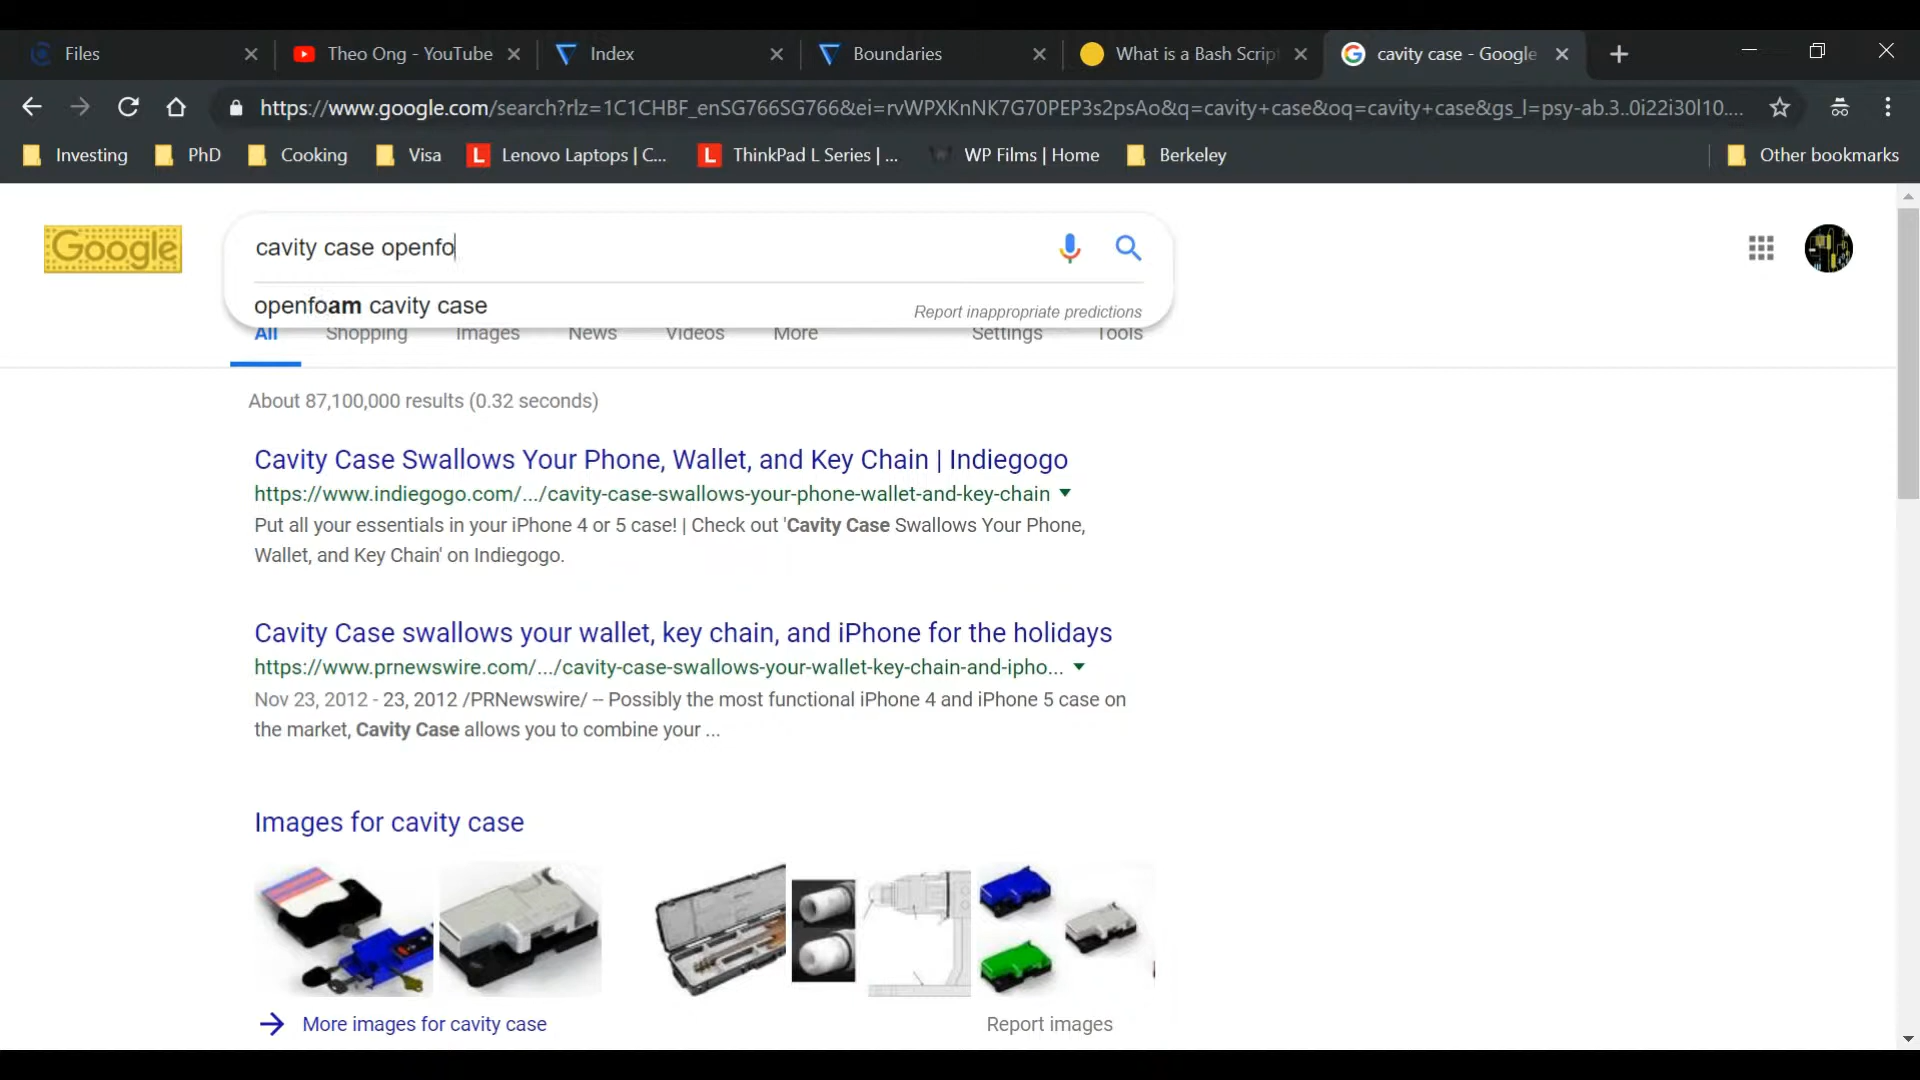 Files
Theo Ong - YouTube
Index
Boundaries
What is a Bash Scrip
cavity case - Google
https://www.google.com/search?rlz=1C1CHBF_enSG766SG766&ei=rvWPXKnNK7G70PEP3s2psAo&q=cavity+case&oq=cavity+case&gs_l=psy-ab.3..0i22i30l10....
Investing
PhD
Cooking
Visa
L Lenovo Laptops | C...
L ThinkPad L Series | ...
WP Films | Home
Berkeley
Other bookmarks
Google
cavity case openfo
openfoam cavity case
Report inappropriate predictions
All Shopping Images News Videos More Settings Tools
About 87,100,000 results (0.32 seconds)
Cavity Case Swallows Your Phone, Wallet, and Key Chain | Indiegogo
https://www.indiegogo.com/.../cavity-case-swallows-your-phone-wallet-and-key-chain
Put all your essentials in your iPhone 4 or 5 case! | Check out 'Cavity Case Swallows Your Phone,
Wallet, and Key Chain' on Indiegogo.
Cavity Case swallows your wallet, key chain, and iPhone for the holidays
https://www.prnewswire.com/.../cavity-case-swallows-your-wallet-key-chain-and-ipho...
Nov 23, 2012 - 23, 2012 /PRNewswire/ -- Possibly the most functional iPhone 4 and iPhone 5 case on
the market, Cavity Case allows you to combine your ...
Images for cavity case
More images for cavity case
Report images